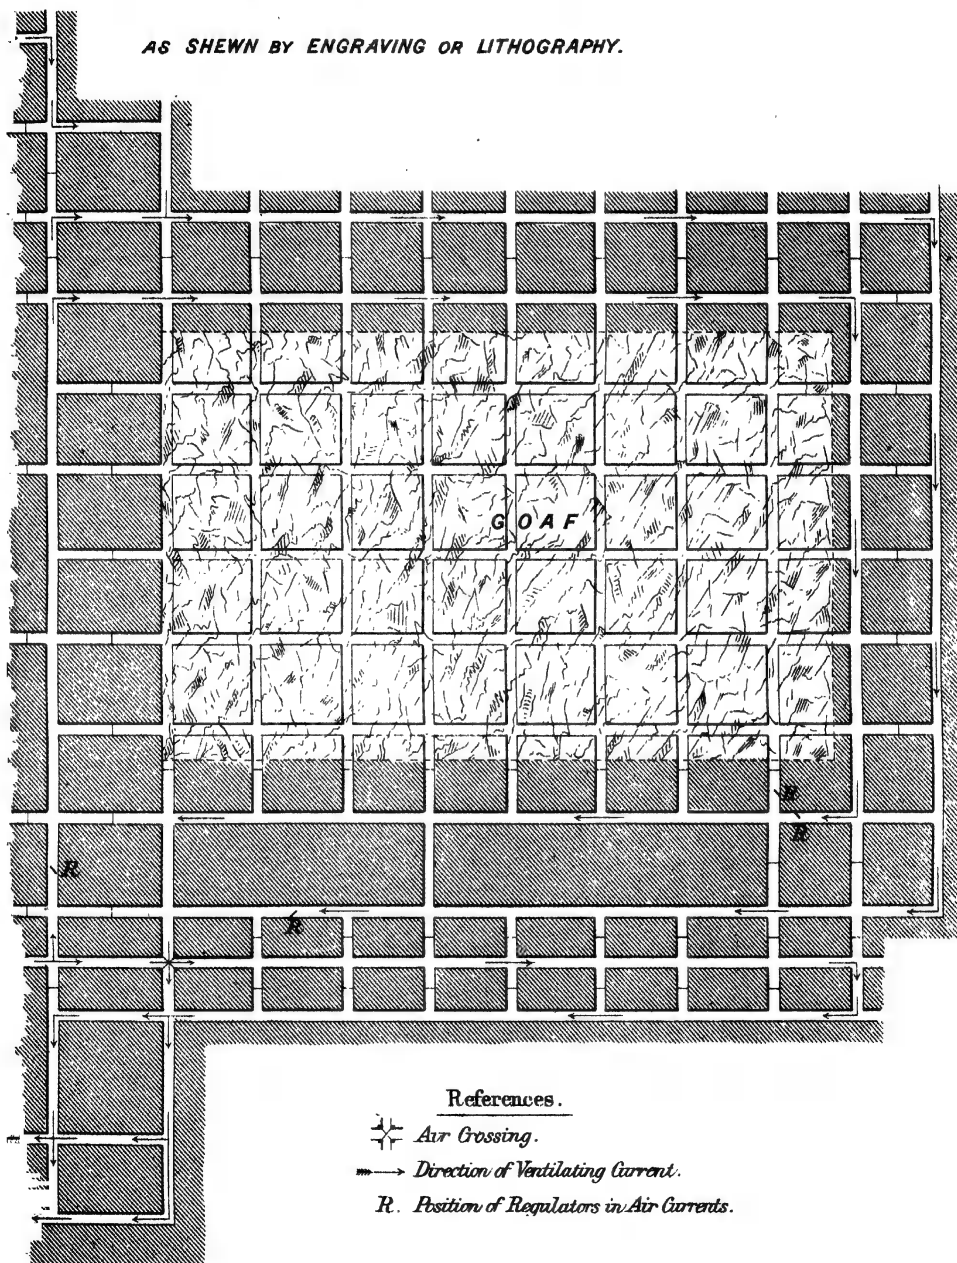 AS SHEWN BY ENGRAVING OR LITHOGRAPHY.
GOAF
R
R
R
R
References.
Air Crossing.
Direction of Ventilating Current.
R. Position of Regulators in Air Currents.